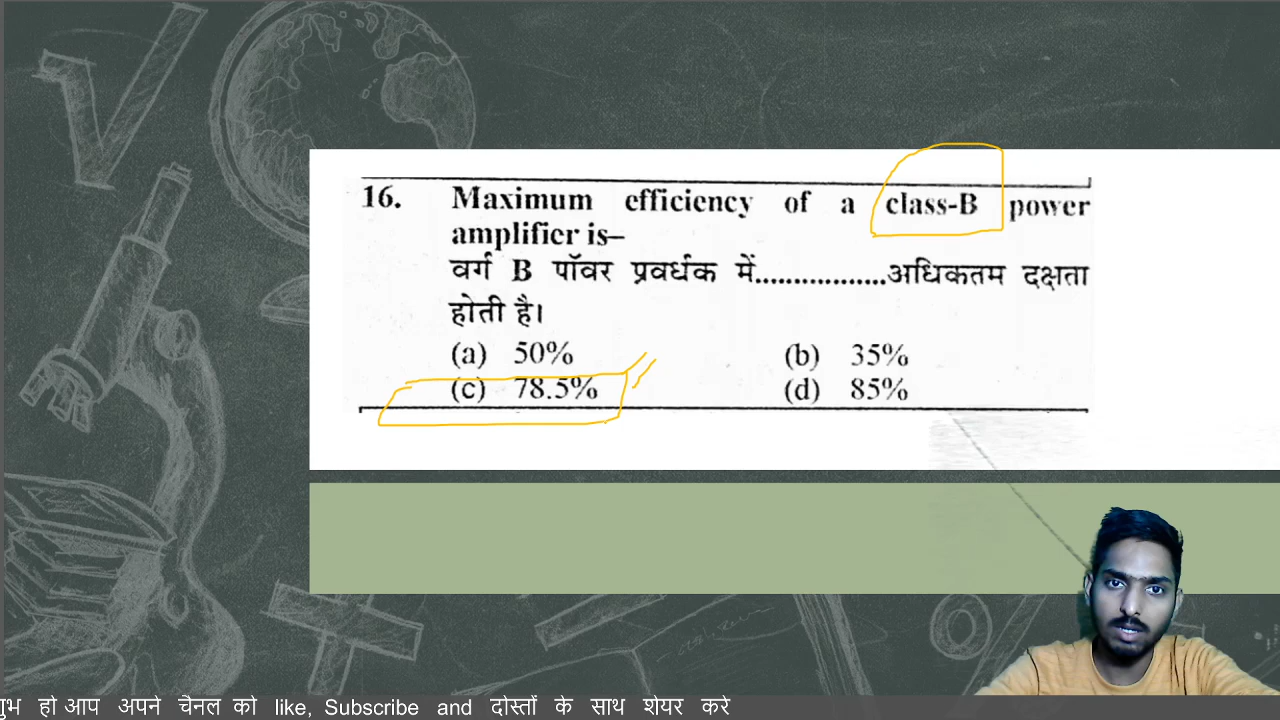 16. Maximum efficiency of a class-B power
amplifier is–
वर्ग B पॉवर प्रवर्धक में.................अधिकतम दक्षता
होती है।
(a) 50% (b) 35%
(c) 78.5% (d) 85%
हो आप अपने चैनल को like, Subscribe and दोस्तों के साथ शेयर करे